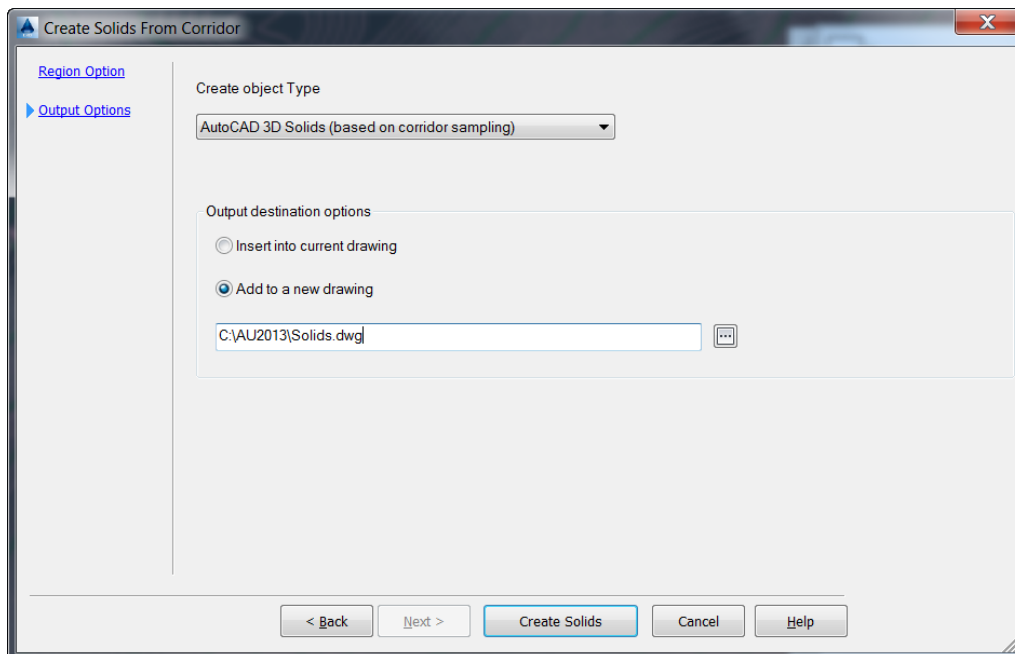 Create Solids From Corridor
Region Option
Output Options
Create object Type
AutoCAD 3D Solids (based on corridor sampling)
Output destination options
Insert into current drawing
Add to a new drawing
C:\AU2013\Solids.dwg
...
< Back
Next >
Create Solids
Cancel
Help